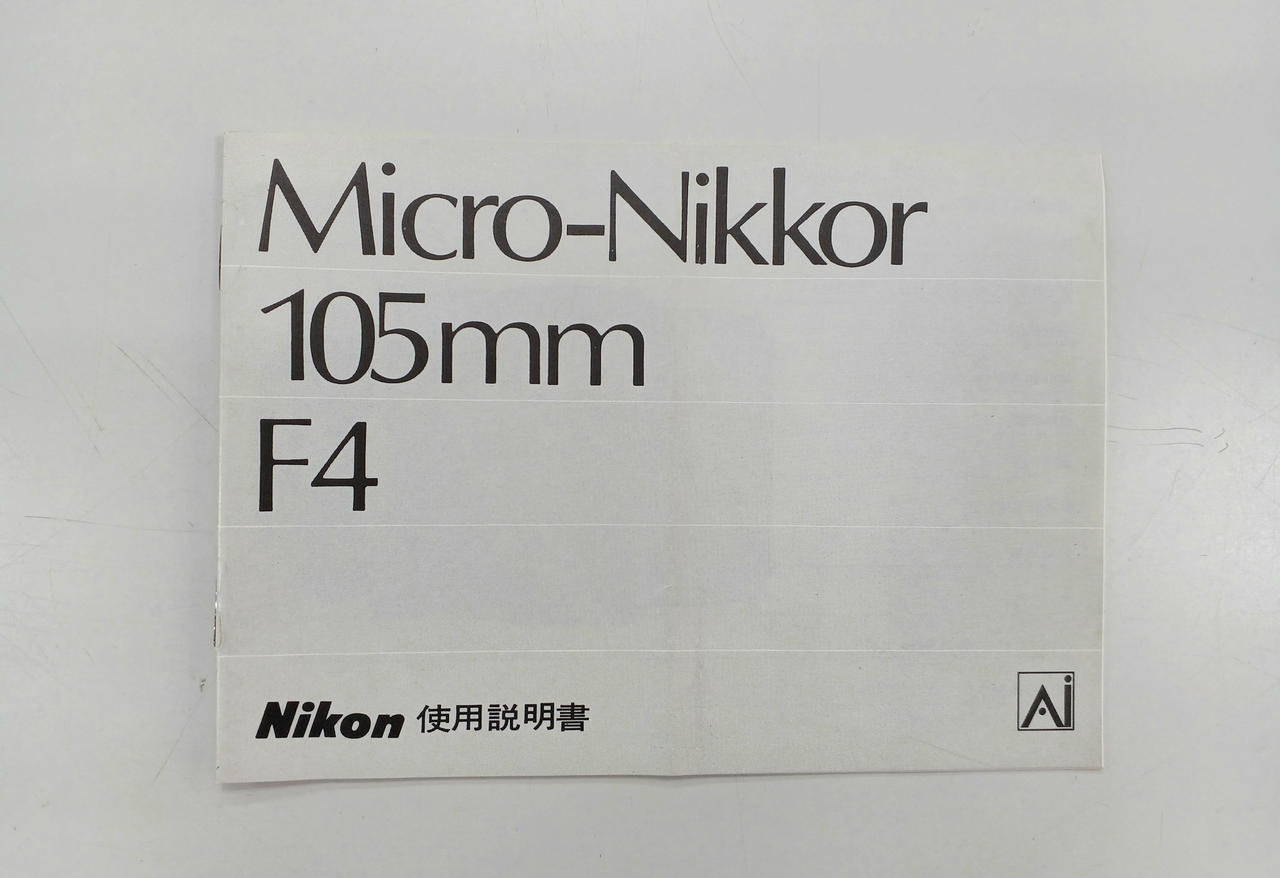 Micro-Nikkor
105mm
F4
Nikon 使用説明書
Ai